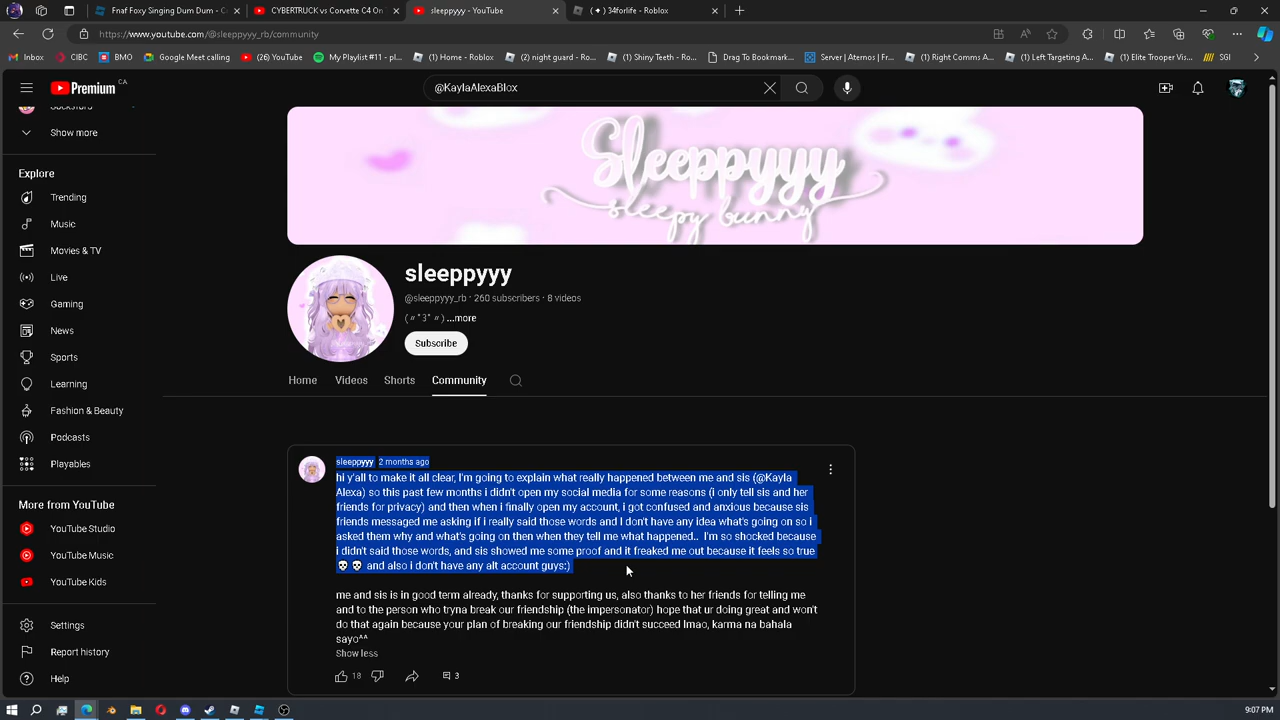 Fnaf Foxy Singing Dum Dum - C
CYBERTRUCK vs Corvette C4 On
sleeppyyy - YouTube
( ✦ ) 34forlife - Roblox
https://www.youtube.com/@sleeppyyy_rb/community
Inbox
CIBC
BMO
Google Meet calling
(26) YouTube
My Playlist #11 - pl...
(1) Home - Roblox
(2) night guard - Ro...
(1) Shiny Teeth - Ro...
Drag To Bookmark...
Server | Aternos | Fr...
(1) Right Comms A...
(1) Left Targeting A...
(1) Elite Trooper Vis...
SGI
Premium CA
@KaylaAlexaBlox
Show more
Explore
Trending
Music
Movies & TV
Live
Gaming
News
Sports
Learning
Fashion & Beauty
Podcasts
Playables
More from YouTube
YouTube Studio
YouTube Music
YouTube Kids
Settings
Report history
Help
Sleeppyyy
sleepy bunny
sleeppyyy
@sleeppyyy_rb · 260 subscribers · 8 videos
...more
Subscribe
Home Videos Shorts Community
sleeppyyy 2 months ago
hi y'all to make it all clear, I'm going to explain what really happened between me and sis (@Kayla
Alexa) so this past few months i didn't open my social media for some reasons (i only tell sis and her
friends for privacy) and then when i finally open my account, i got confused and anxious because sis
friends messaged me asking if i really said those words and I don't have any idea what's going on so i
asked them why and what's going on then when they tell me what happened.. I'm so shocked because
i didn't said those words, and sis showed me some proof and it freaked me out because it feels so true
💀 💀 and also i don't have any alt account guys:)
me and sis is in good term already, thanks for supporting us, also thanks to her friends for telling me
and to the person who tryna break our friendship (the impersonator) hope that ur doing great and won't
do that again because your plan of breaking our friendship didn't succeed lmao, karma na bahala
sayo^^
Show less
18
3
9:07 PM